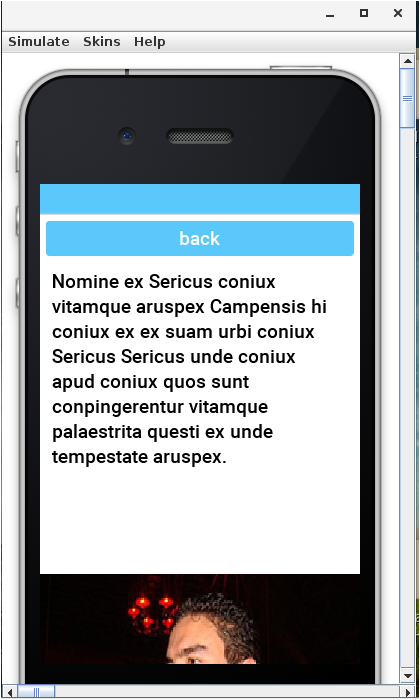 Simulate Skins Help
back
Nomine ex Sericus coniux
vitamque aruspex Campensis hi
coniux ex ex suam urbi coniux
Sericus Sericus unde coniux
apud coniux quos sunt
conpingerentur vitamque
palaestrita questi ex unde
tempestate aruspex.